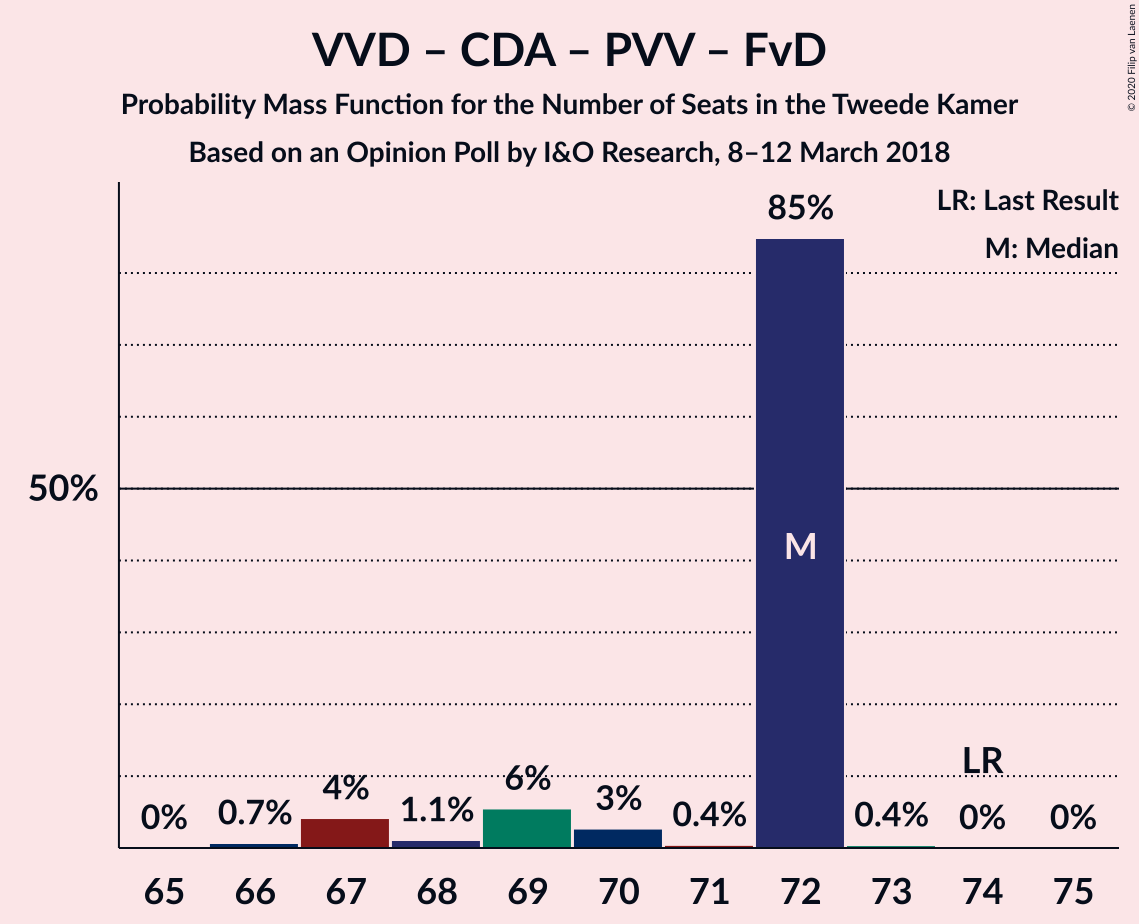 VVD – CDA – PVV – FvD
Probability Mass Function for the Number of Seats in the Tweede Kamer
Based on an Opinion Poll by I&O Research, 8–12 March 2018
© 2020 Filip van Laenen
LR: Last Result
M: Median
85%
50%
M
LR
0%
0.7%
4%
1.1%
6%
3%
0.4%
0.4%
0%
0%
65 66 67 68 69 70 71 72 73 74 75